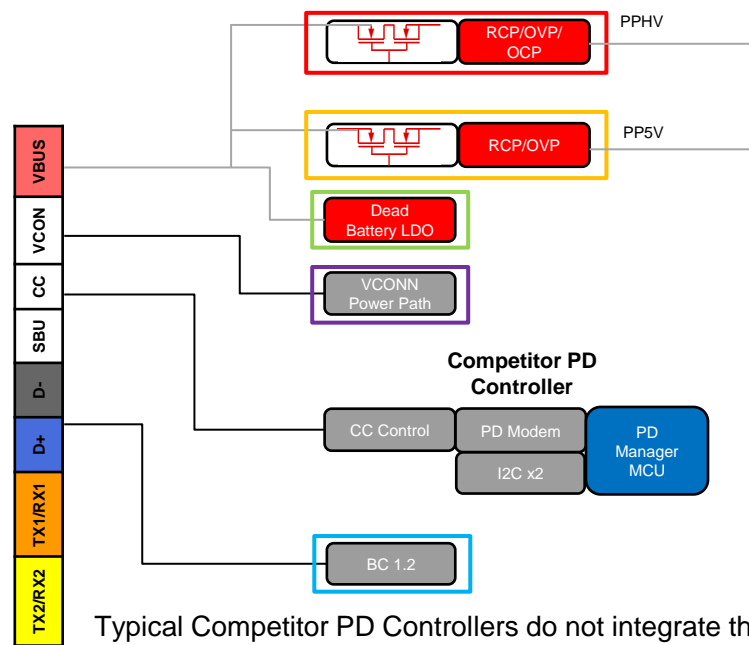 PPHV
RCP/OVP/
OCP
PP5V
RCP/OVP
VBUS
Dead
Battery LDO
VCON
VCONN
Power Path
CC
SBU
Competitor PD
Controller
D-
CC Control
PD Modem
PD
Manager
MCU
I2C x2
D+
TX1/RX1
BC 1.2
TX2/RX2
Typical Competitor PD Controllers do not integrate th